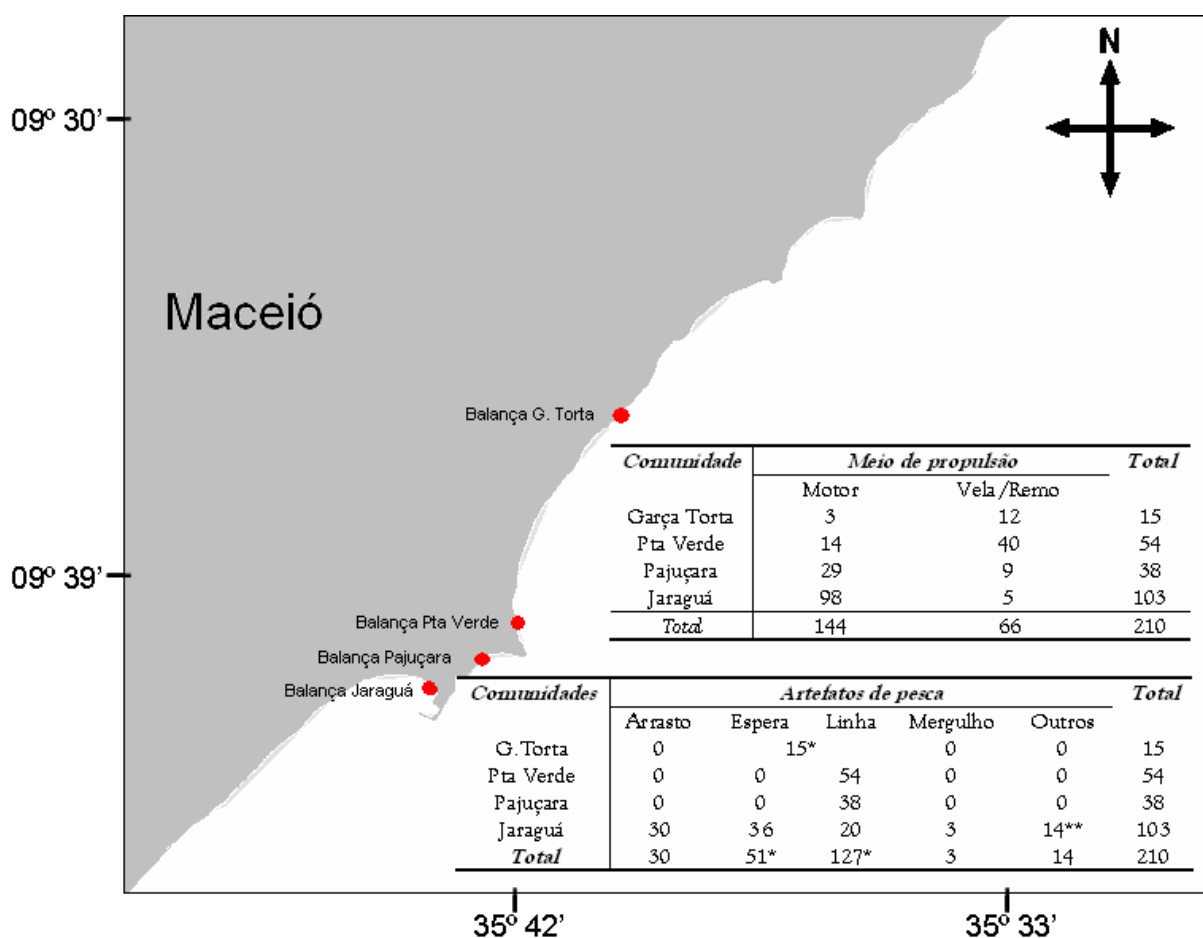 N
09º 30'
Maceió
Balança G. Torta
Comunidade Meio de propulsão Total
Motor Vela/Remo
Garça Torta 3 12 15
Pta Verde 14 40 54
Pajuçara 29 9 38
Jaraguá 98 5 103
Total 144 66 210
09º 39'
Balança Pta Verde
Balança Pajuçara
Balança Jaraguá
Comunidades Artefatos de pesca Total
Arrasto Espera Linha Mergulho Outros
G.Torta 0 15* 0 0 15
Pta Verde 0 0 54 0 0 54
Pajuçara 0 0 38 0 0 38
Jaraguá 30 36 20 3 14** 103
Total 30 51* 127* 3 14 210
35º 42' 35º 33'